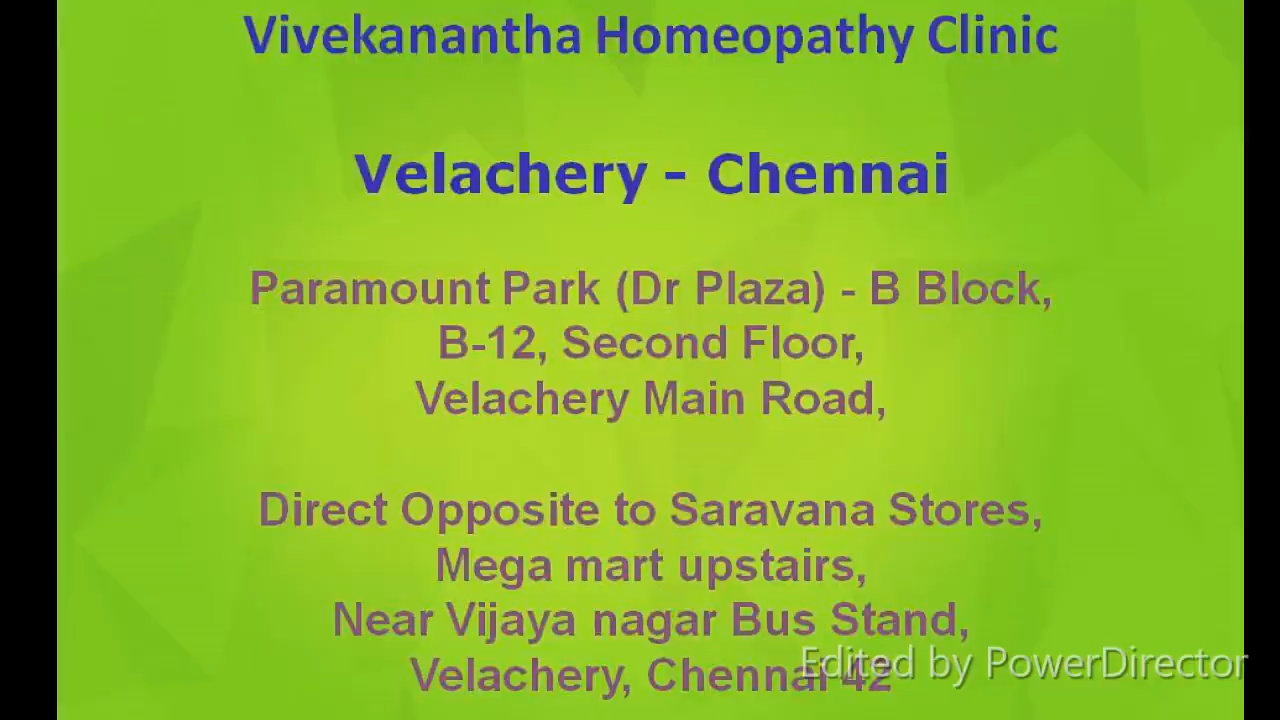 Vivekanantha Homeopathy Clinic
Velachery - Chennai
Paramount Park (Dr Plaza) - B Block,
B-12, Second Floor,
Velachery Main Road,
Direct Opposite to Saravana Stores,
Mega mart upstairs,
Near Vijaya nagar Bus Stand,
Velachery, Chennai 42
Edited by PowerDirector